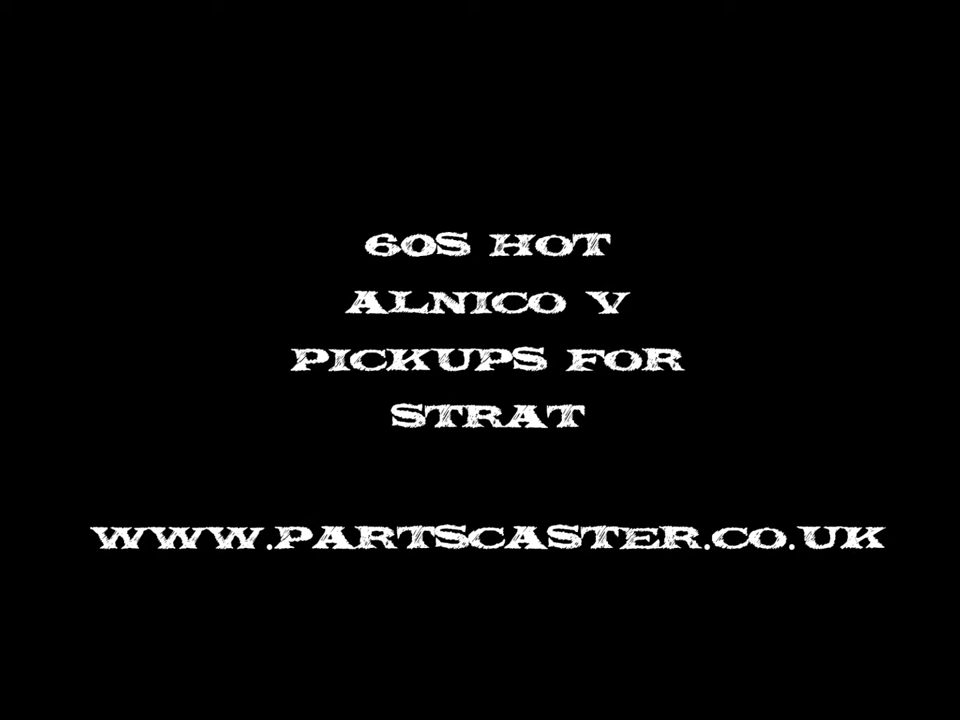 60S HOT
ALNICO V
PICKUPS FOR
STRAT
WWW.PARTSCASTER.CO.UK